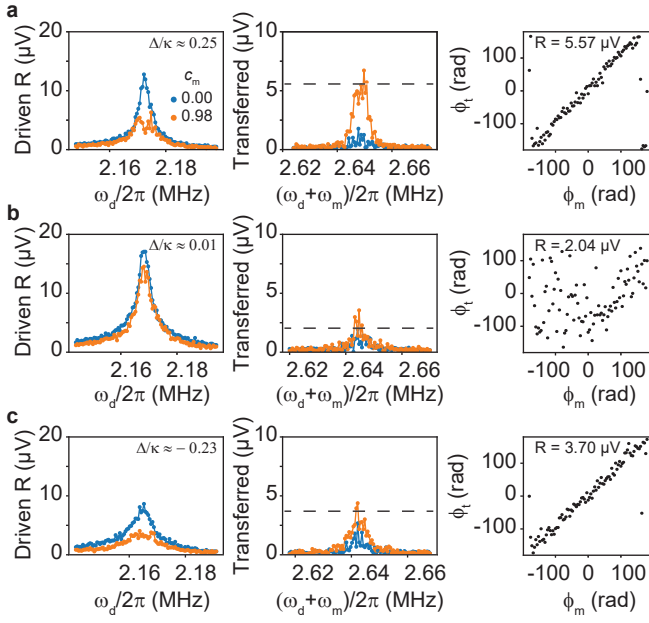 a
Driven R (μV)
20
10
0
Δ/κ ≈ 0.25
c_m
0.00
0.98
2.16 2.18
ω_d/2π (MHz)
Transferred (μV)
10
5
0
2.62 2.64 2.66
(ω_d+ω_m)/2π (MHz)
ϕ_t (rad)
100
0
-100
R = 5.57 μV
-100 0 100
ϕ_m (rad)
b
Driven R (μV)
20
10
0
Δ/κ ≈ 0.01
2.16 2.18
ω_d/2π (MHz)
Transferred (μV)
10
5
0
2.62 2.64 2.66
(ω_d+ω_m)/2π (MHz)
ϕ_t (rad)
100
0
-100
R = 2.04 μV
-100 0 100
ϕ_m (rad)
c
Driven R (μV)
20
10
0
Δ/κ ≈ − 0.23
2.16 2.18
ω_d/2π (MHz)
Transferred (μV)
10
5
0
2.62 2.64 2.66
(ω_d+ω_m)/2π (MHz)
ϕ_t (rad)
100
0
-100
R = 3.70 μV
-100 0 100
ϕ_m (rad)